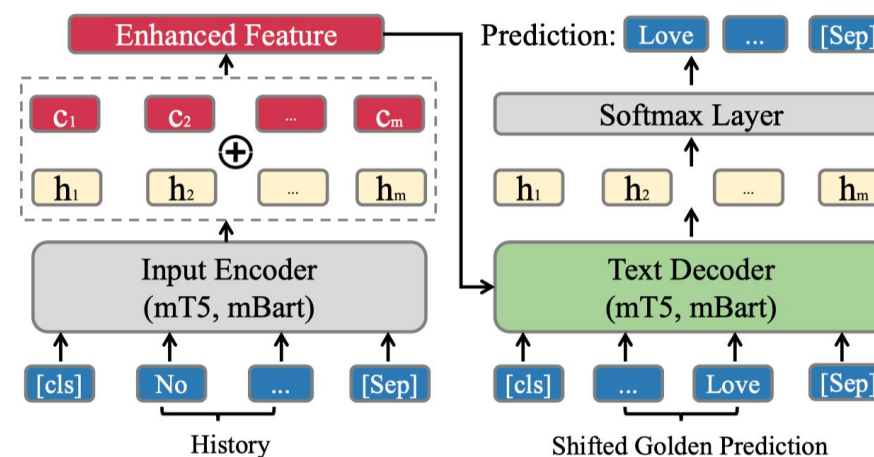 Enhanced Feature
c1 c2 ... cm
h1 h2 ... hm
Input Encoder
(mT5, mBart)
[cls] No ... [Sep]
History
Prediction: Love ... [Sep]
Softmax Layer
h1 h2 ... hm
Text Decoder
(mT5, mBart)
[cls] ... Love [Sep]
Shifted Golden Prediction